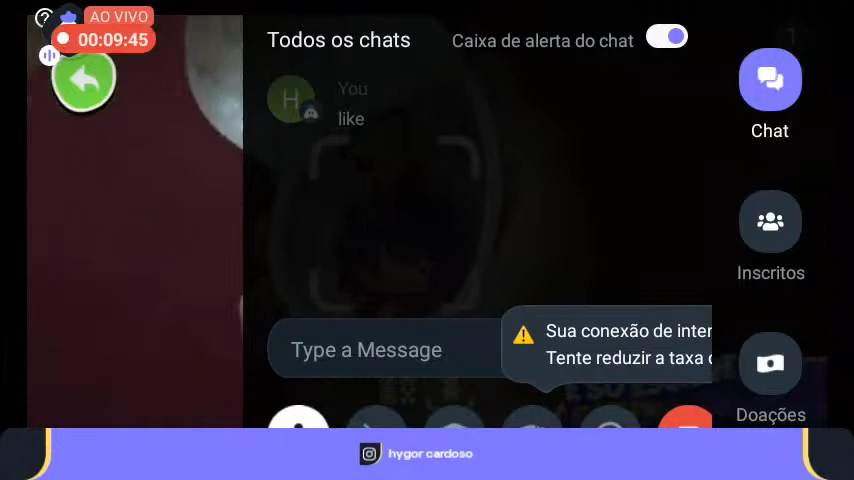 AO VIVO
00:09:45
Todos os chats
Caixa de alerta do chat
H
You
like
Chat
Inscritos
Type a Message
Sua conexão de inter
Tente reduzir a taxa
Doações
hygor cardoso